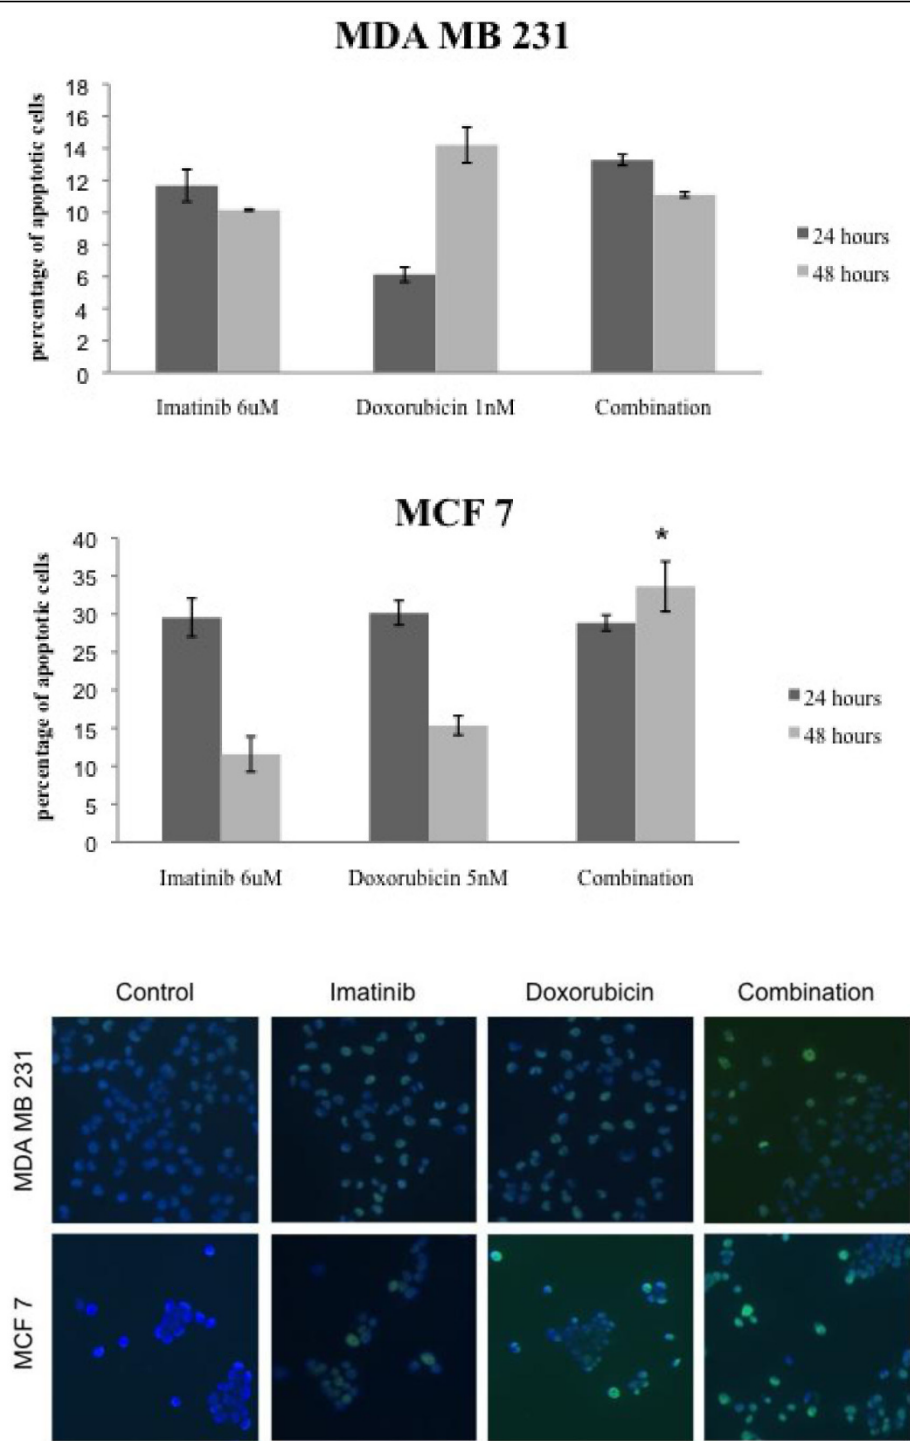 MDA MB 231
percentage of apoptotic cells
18
16
14
12
10
8
6
4
2
0
Imatinib 6uM Doxorubicin 1nM Combination
24 hours
48 hours
MCF 7
*
percentage of apoptotic cells
40
35
30
25
20
15
10
5
0
Imatinib 6uM Doxorubicin 5nM Combination
24 hours
48 hours
Control Imatinib Doxorubicin Combination
MDA MB 231
MCF 7